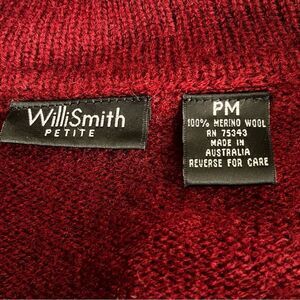 WilliSmith
PETITE
PM
100% MERINO WOOL
RN 75343
MADE IN
AUSTRALIA
REVERSE FOR CARE